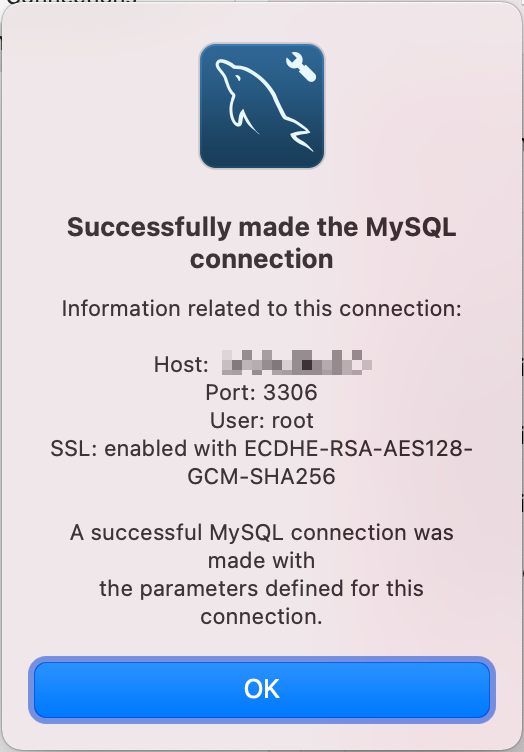 Successfully made the MySQL
connection
Information related to this connection:
Host:
Port: 3306
User: root
SSL: enabled with ECDHE-RSA-AES128-
GCM-SHA256
A successful MySQL connection was
made with
the parameters defined for this
connection.
OK